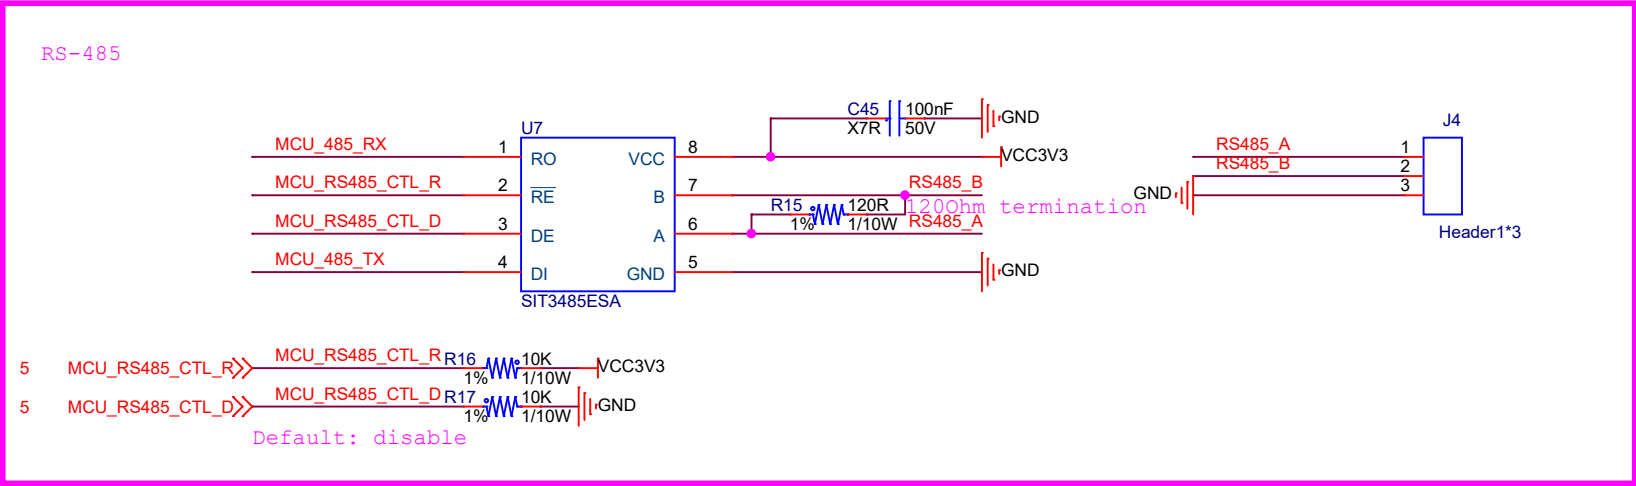 RS-485
C45
100nF
GND
X7R
50V
U7
J4
MCU_485_RX
1
RO
VCC
8
VCC3V3
RS485_A
1
MCU_RS485_CTL_R
2
RE
B
7
RS485_B
RS485_B
2
GND
3
R15
120R
120Ohm termination
1%
1/10W
RS485_A
MCU_RS485_CTL_D
3
DE
A
6
Header1*3
MCU_485_TX
4
DI
GND
5
GND
SIT3485ESA
5 MCU_RS485_CTL_R
MCU_RS485_CTL_R
R16
10K
VCC3V3
1%
1/10W
5 MCU_RS485_CTL_D
MCU_RS485_CTL_D
R17
10K
GND
1%
1/10W
Default: disable